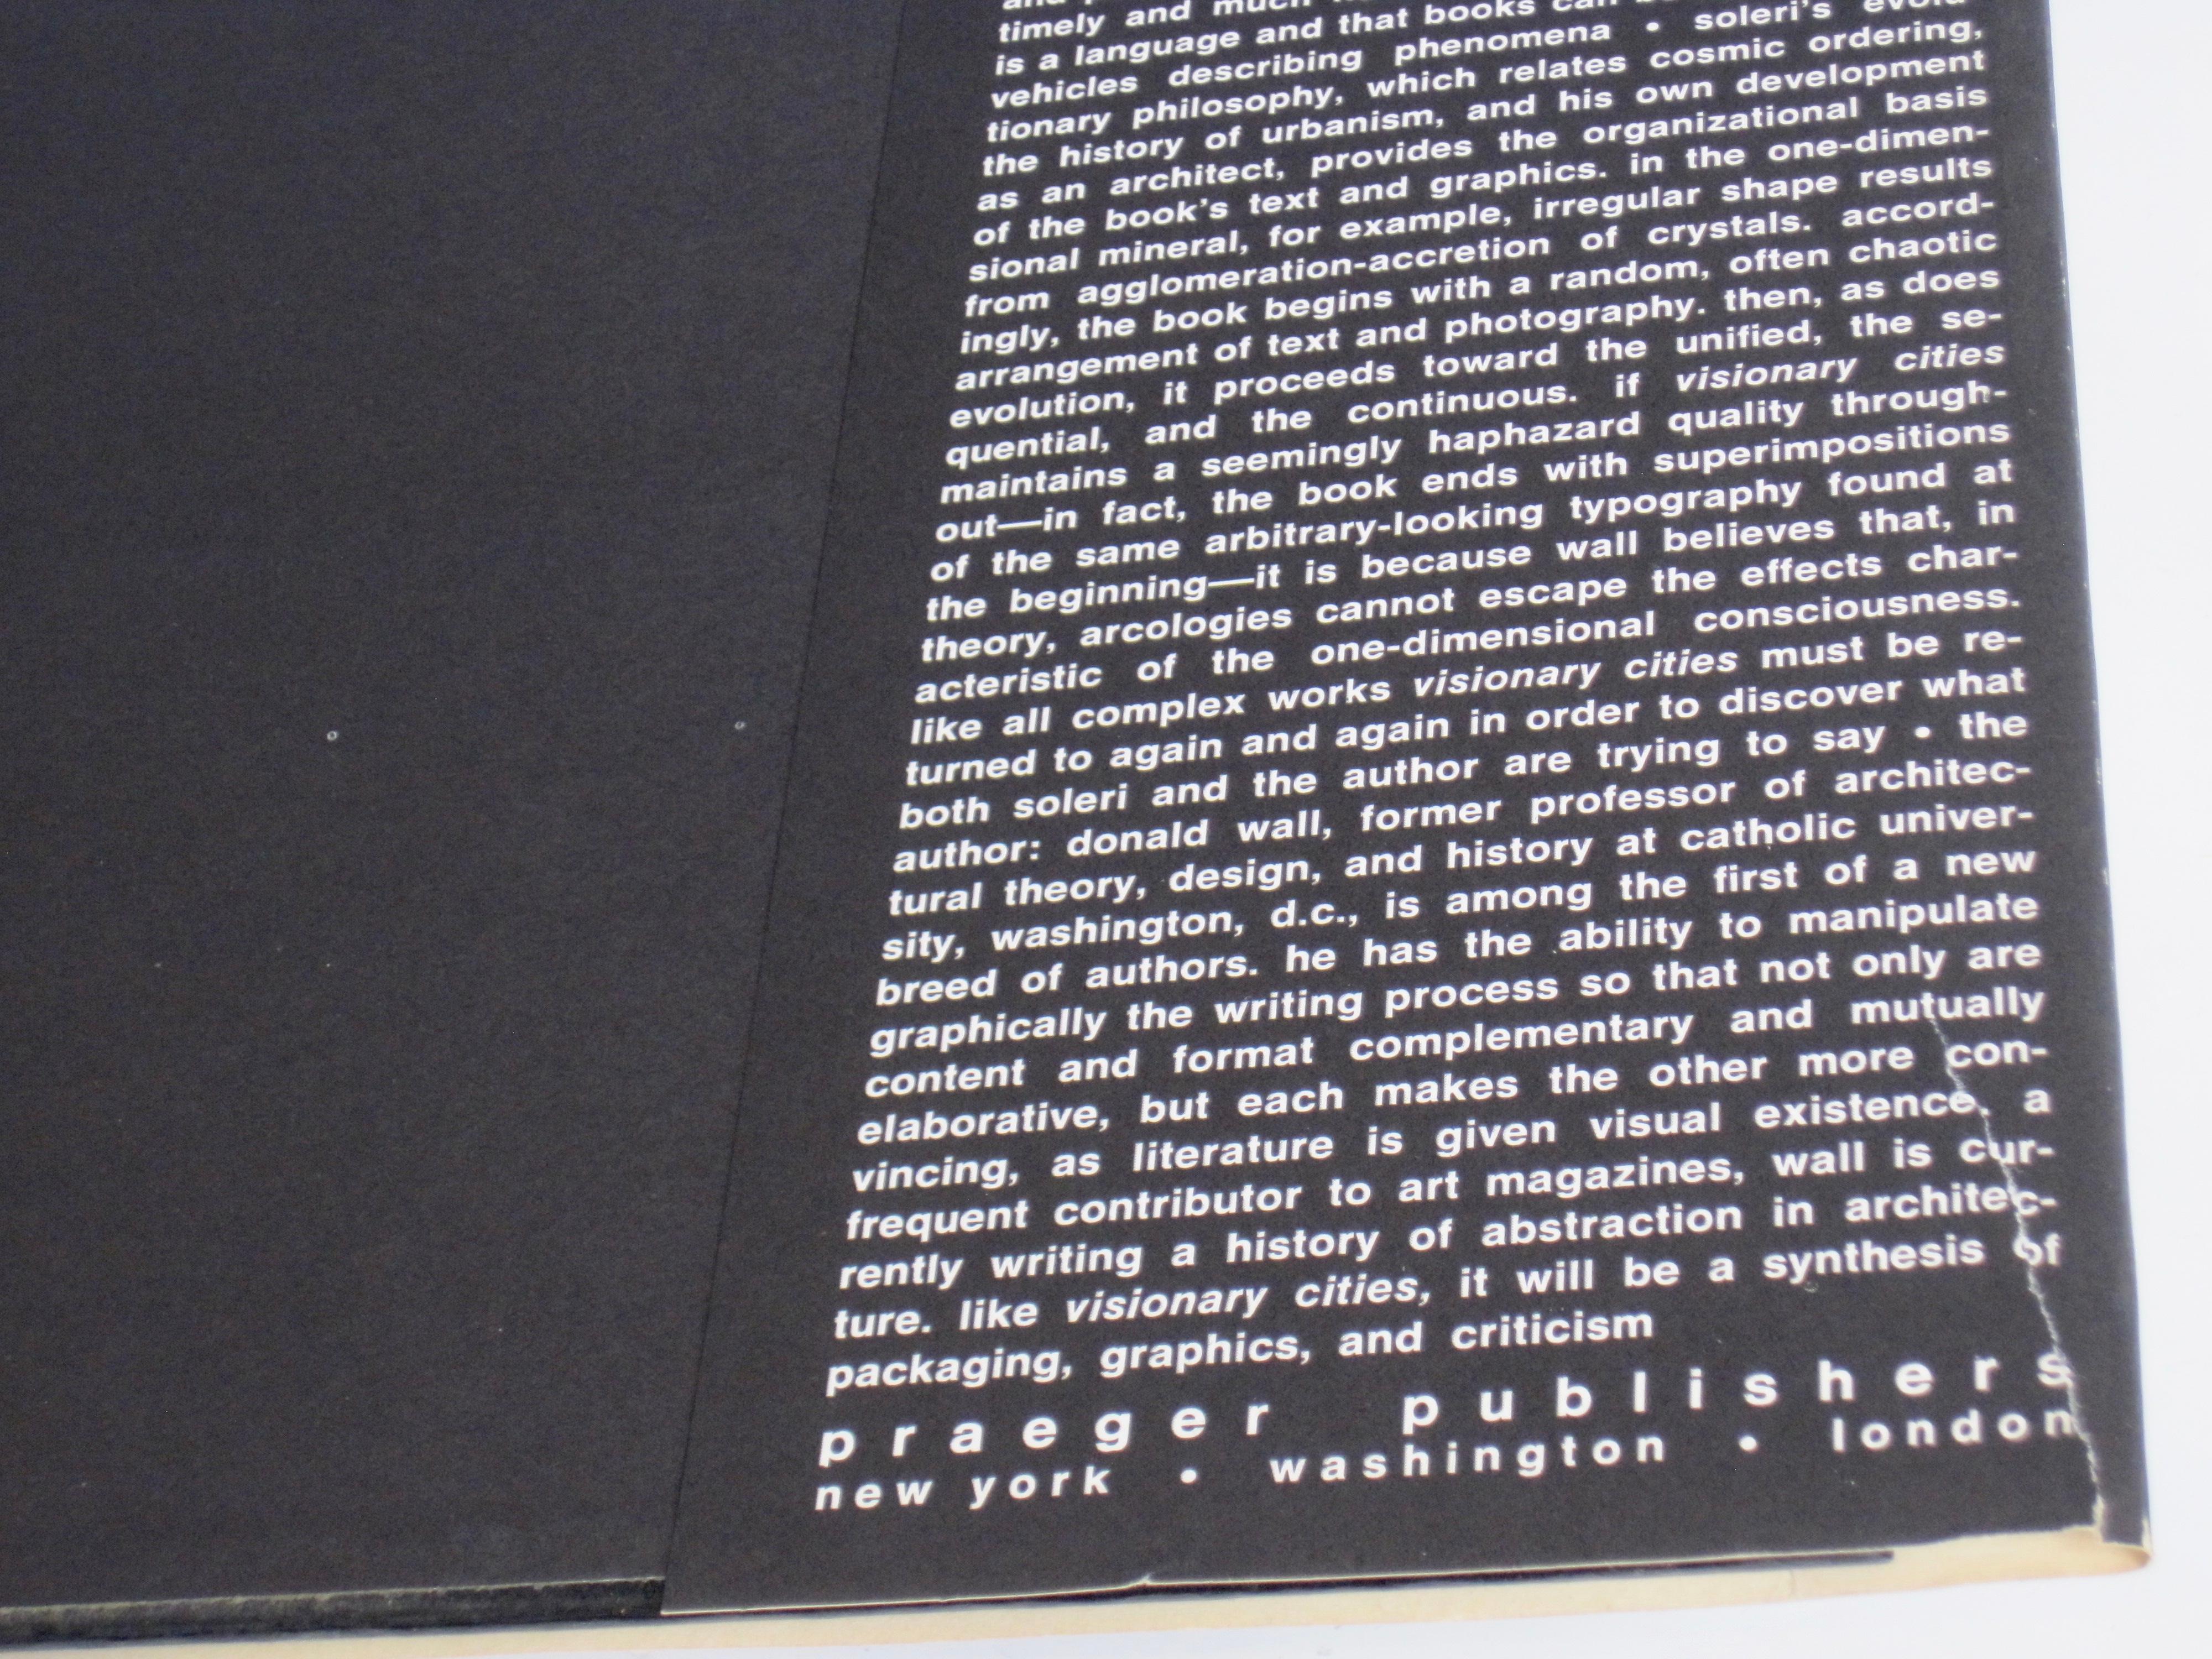 timely and much
is a language and that books can
vehicles describing phenomena • soleri's evolu-
tionary philosophy, which relates cosmic ordering,
the history of urbanism, and his own development
as an architect, provides the organizational basis
of the book's text and graphics. in the one-dimen-
sional mineral, for example, irregular shape results
from agglomeration-accretion of crystals. accord-
ingly, the book begins with a random, often chaotic
arrangement of text and photography. then, as does
evolution, it proceeds toward the unified, the se-
quential, and the continuous. if visionary cities
maintains a seemingly haphazard quality through-
out—in fact, the book ends with superimpositions
of the same arbitrary-looking typography found at
the beginning—it is because wall believes that, in
theory, arcologies cannot escape the effects char-
acteristic of the one-dimensional consciousness.
like all complex works visionary cities must be re-
turned to again and again in order to discover what
both soleri and the author are trying to say • the
author: donald wall, former professor of architec-
tural theory, design, and history at catholic univer-
sity, washington, d.c., is among the first of a new
breed of authors. he has the ability to manipulate
graphically the writing process so that not only are
content and format complementary and mutually
elaborative, but each makes the other more con-
vincing, as literature is given visual existence. a
frequent contributor to art magazines, wall is cur-
rently writing a history of abstraction in architec-
ture. like visionary cities, it will be a synthesis of
packaging, graphics, and criticism
praeger publishers
new york • washington • london